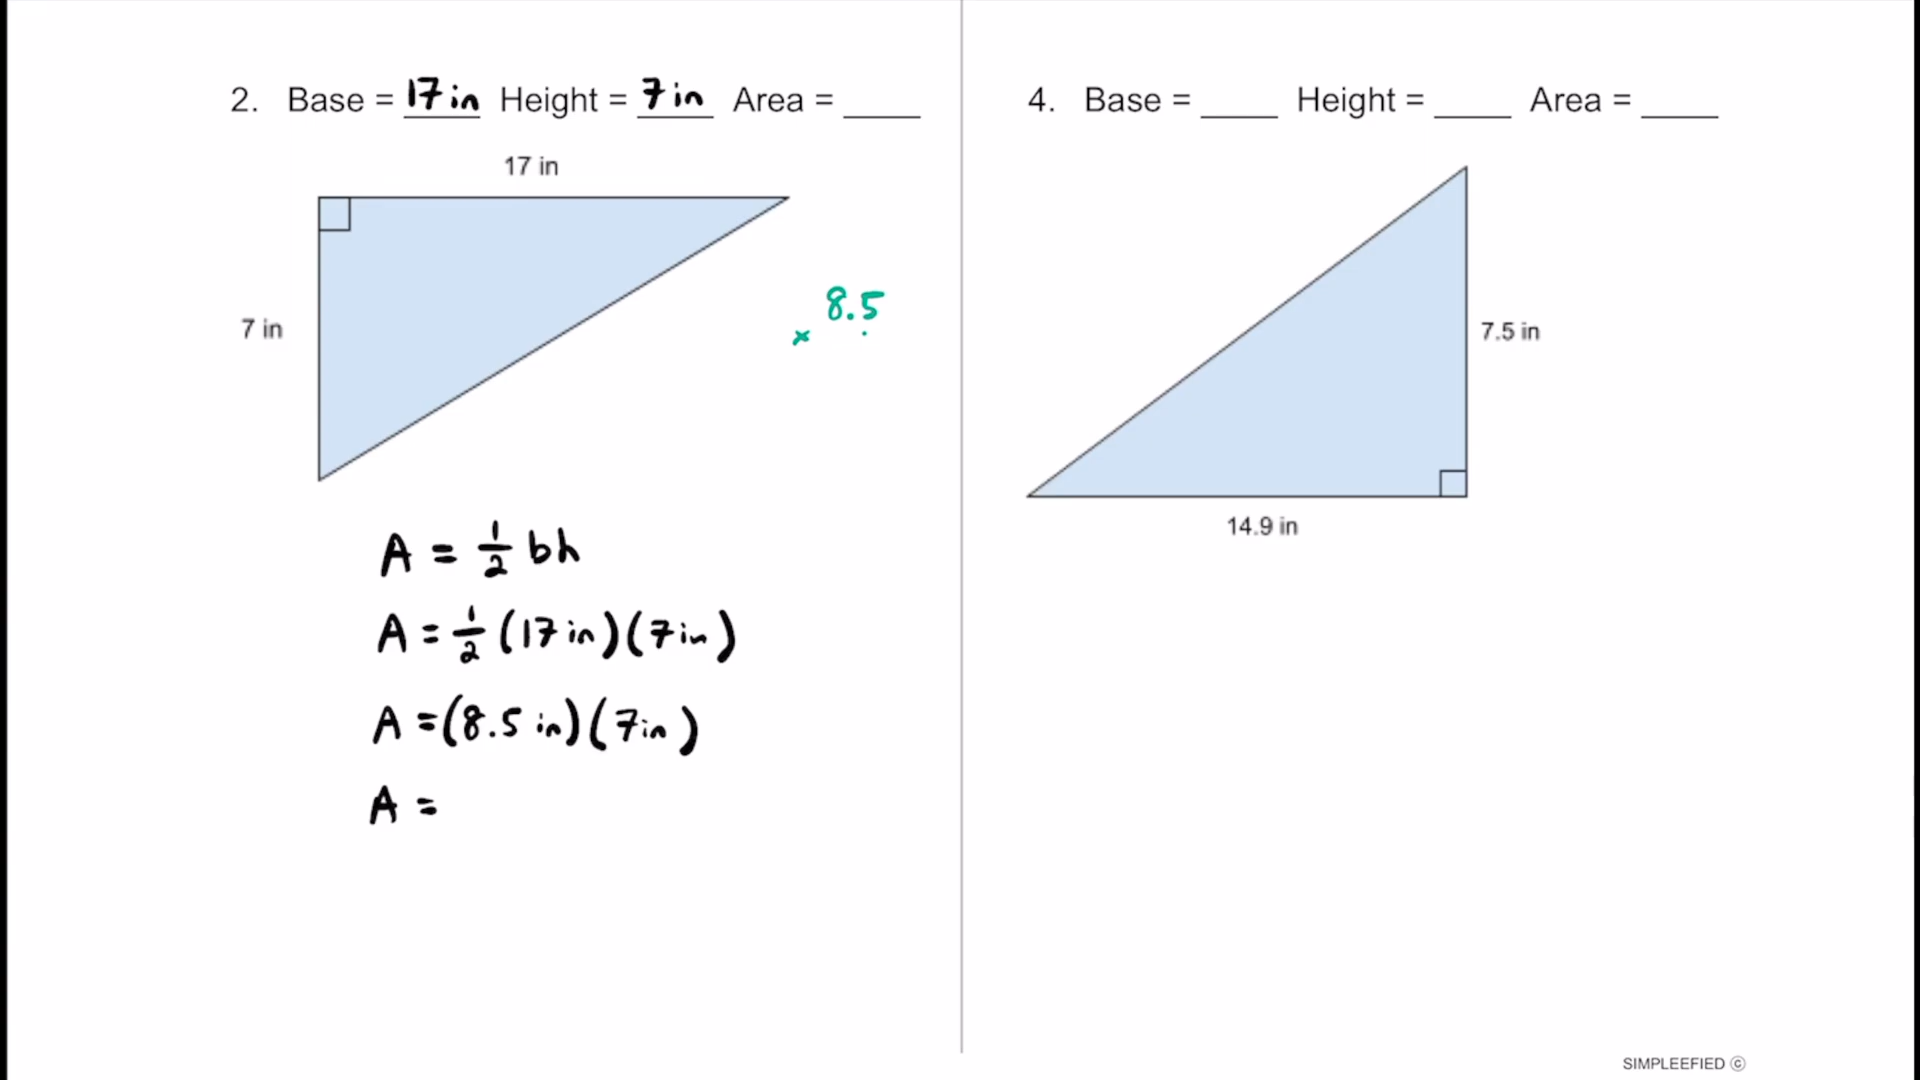 2. Base = 17 in Height = 7 in Area = ____
17 in
7 in
8.5
×
A = 1/2 bh
A = 1/2 (17 in)(7 in)
A = (8.5 in)(7 in)
A =
4. Base = ____ Height = ____ Area = ____
7.5 in
14.9 in
SIMPLEEFIED ©